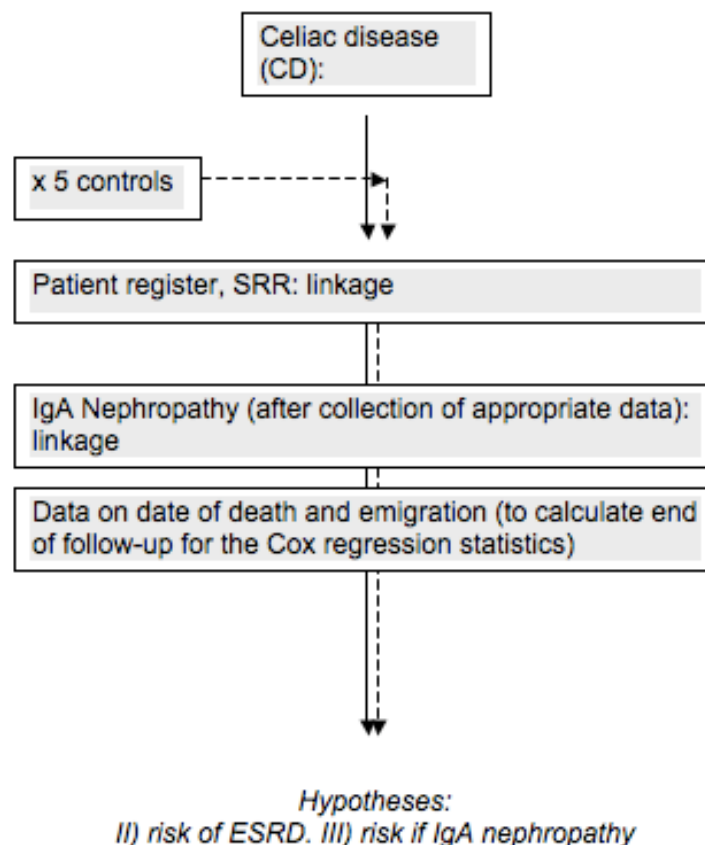 Celiac disease
(CD):
x 5 controls
Patient register, SRR: linkage
IgA Nephropathy (after collection of appropriate data):
linkage
Data on date of death and emigration (to calculate end
of follow-up for the Cox regression statistics)
Hypotheses:
II) risk of ESRD. III) risk if IgA nephropathy